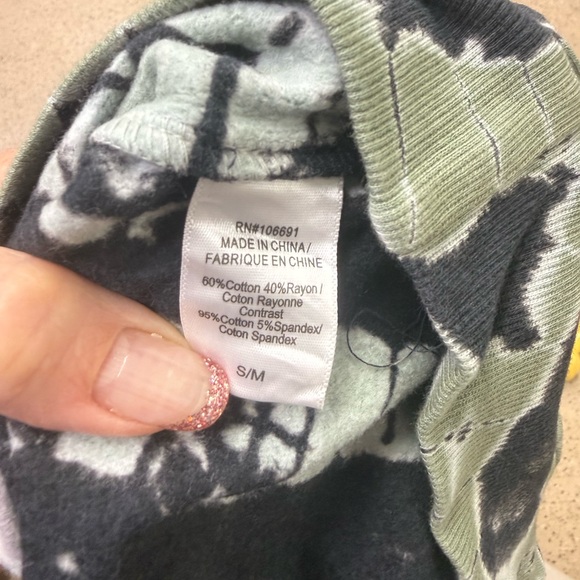 RN#106691
MADE IN CHINA/
FABRIQUE EN CHINE
60%Cotton 40%Rayon/
Coton Rayonne
Contrast
95%Cotton 5%Spandex/
Coton Spandex
S/M